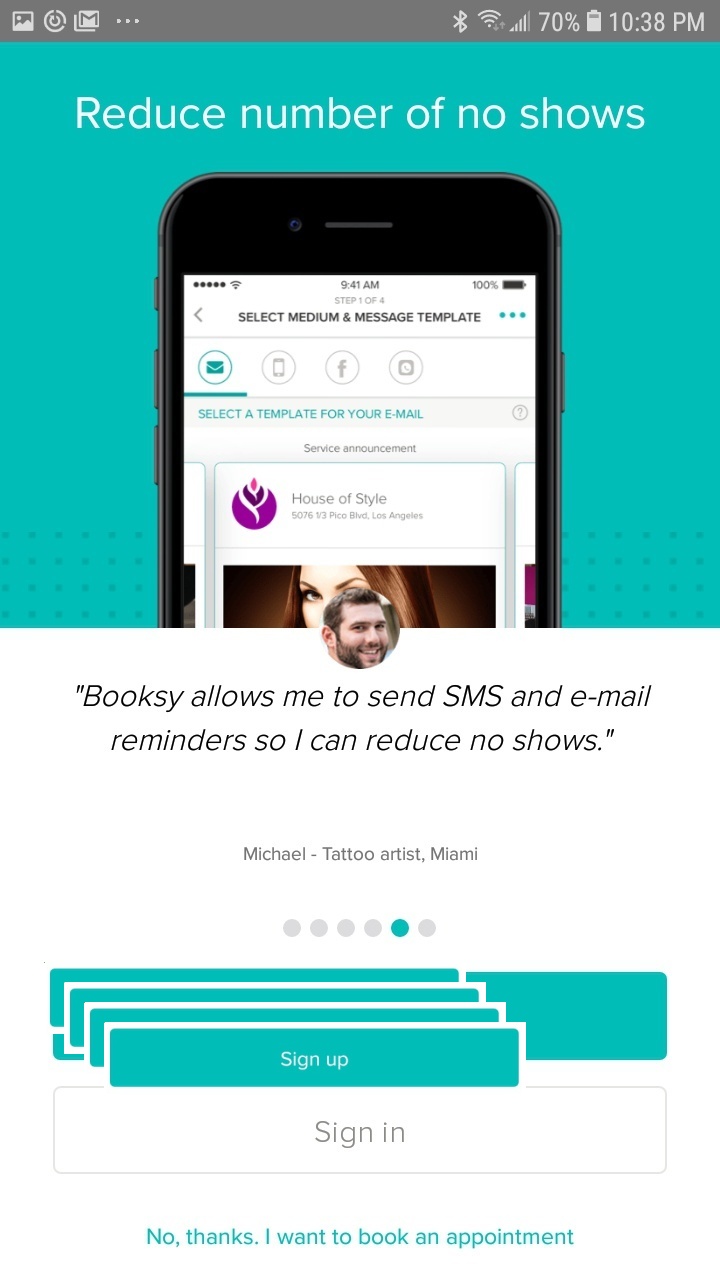 70% 10:38 PM
Reduce number of no shows
9:41 AM 100%
STEP 1 OF 4
SELECT MEDIUM & MESSAGE TEMPLATE
SELECT A TEMPLATE FOR YOUR E-MAIL ?
Service announcement
House of Style
5076 1/3 Pico Blvd, Los Angeles
"Booksy allows me to send SMS and e-mail
reminders so I can reduce no shows."
Michael - Tattoo artist, Miami
Sign up
Sign in
No, thanks. I want to book an appointment